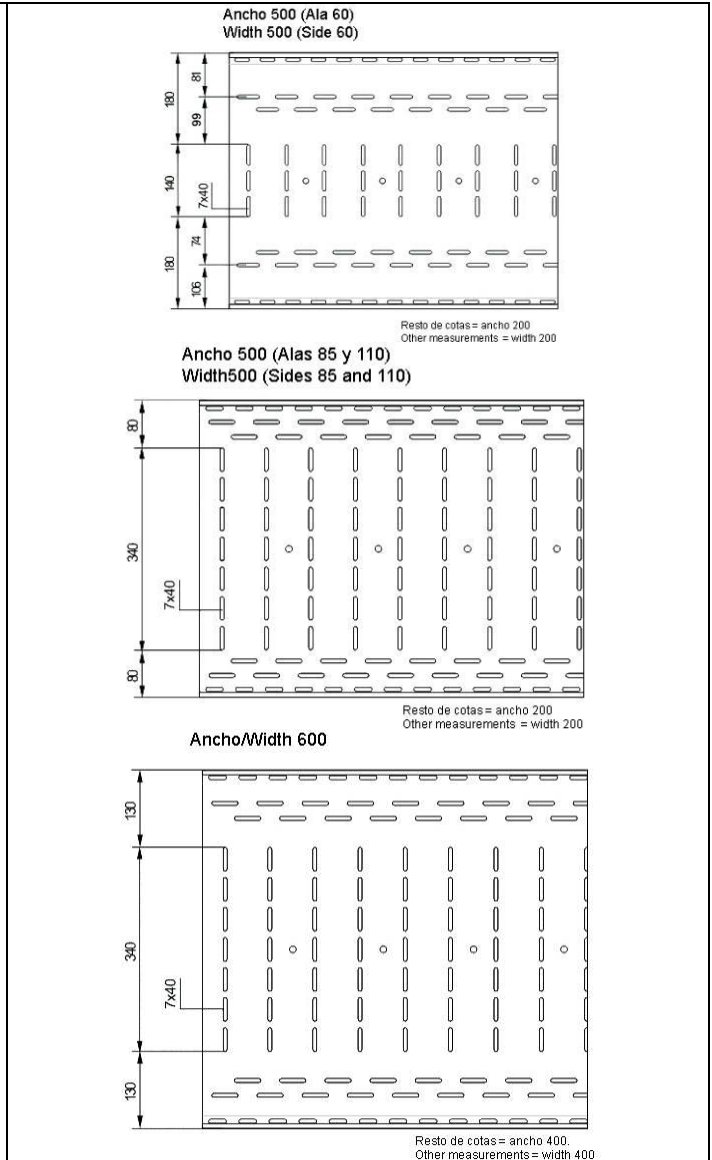 Ancho 500 (Ala 60)
Width 500 (Side 60)
180
81
99
140
7x40
180
74
106
Resto de cotas = ancho 200
Other measurements = width 200
Ancho 500 (Alas 85 y 110)
Width500 (Sides 85 and 110)
80
340
7x40
80
Resto de cotas = ancho 200
Other measurements = width 200
Ancho/Width 600
130
340
7x40
130
Resto de cotas = ancho 400.
Other measurements = width 400